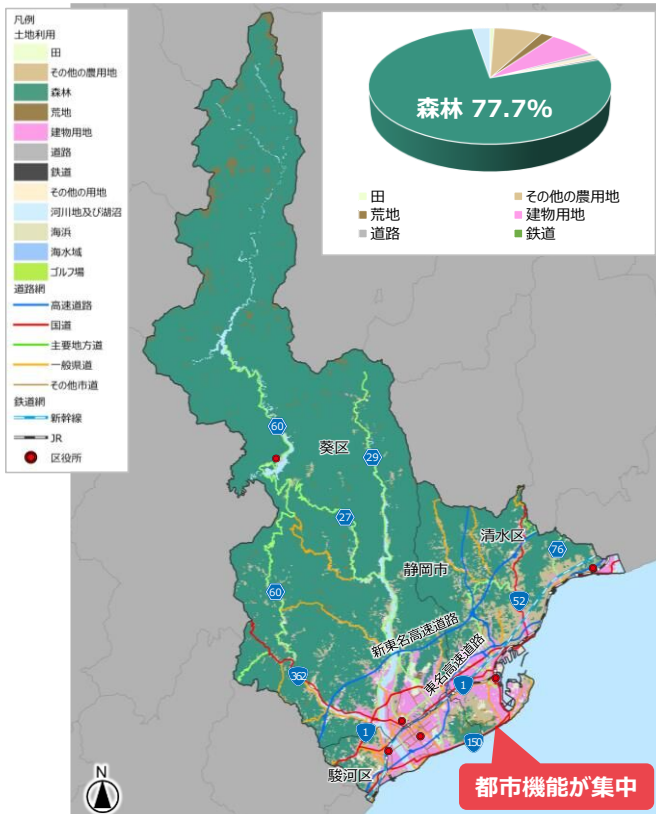 凡例
土地利用
田
その他の農用地
森林
荒地
建物用地
道路
鉄道
その他の用地
河川地及び湖沼
海浜
海水域
ゴルフ場
道路網
高速道路
国道
主要地方道
一般県道
その他市道
鉄道網
新幹線
JR
区役所
森林 77.7%
田
その他の農用地
荒地
建物用地
道路
鉄道
60
葵区
29
27
清水区
76
静岡市
60
52
新東名高速道路
東名高速道路
362
1
1
150
駿河区
都市機能が集中
N